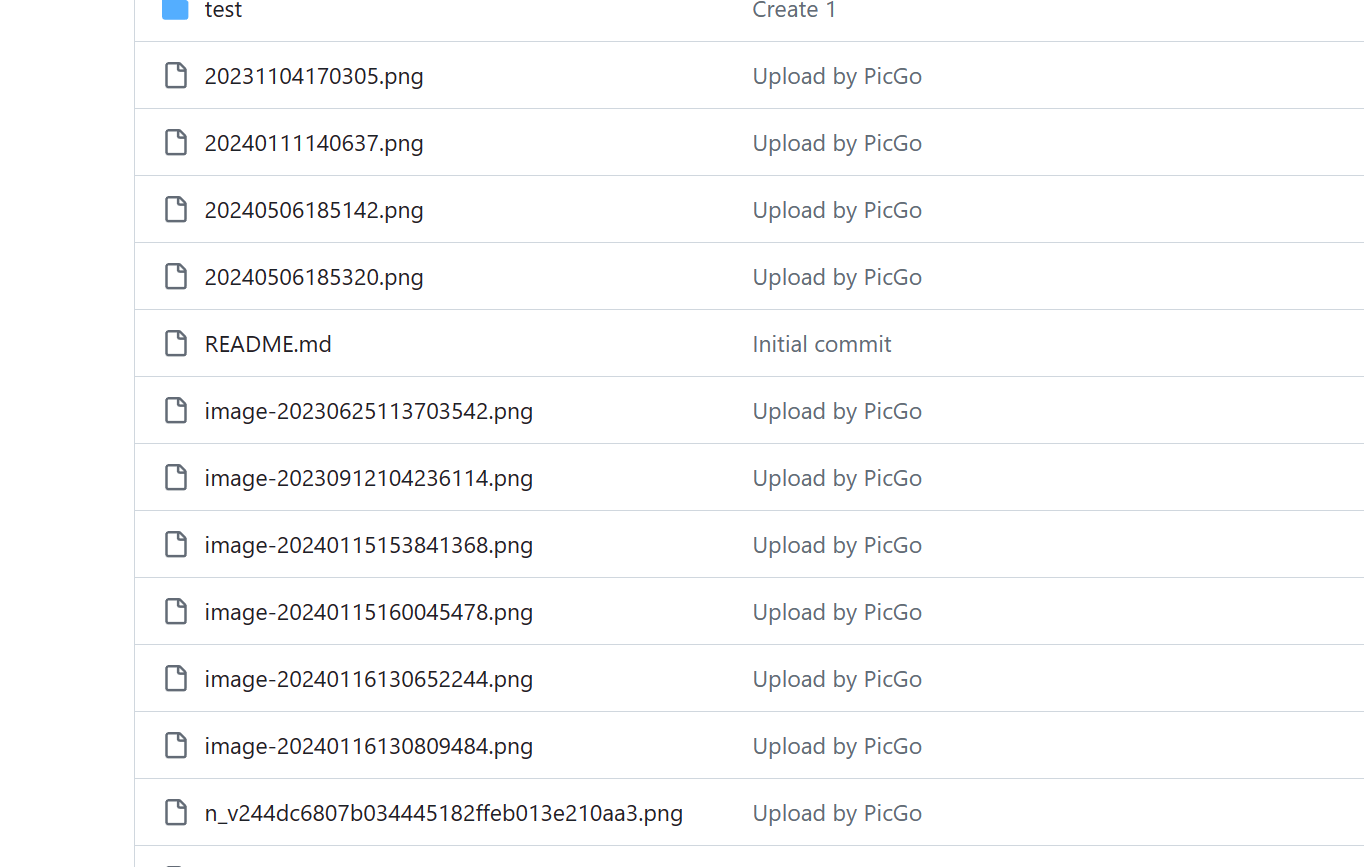 test Create 1
20231104170305.png Upload by PicGo
20240111140637.png Upload by PicGo
20240506185142.png Upload by PicGo
20240506185320.png Upload by PicGo
README.md Initial commit
image-20230625113703542.png Upload by PicGo
image-20230912104236114.png Upload by PicGo
image-20240115153841368.png Upload by PicGo
image-20240115160045478.png Upload by PicGo
image-20240116130652244.png Upload by PicGo
image-20240116130809484.png Upload by PicGo
n_v244dc6807b034445182ffeb013e210aa3.png Upload by PicGo